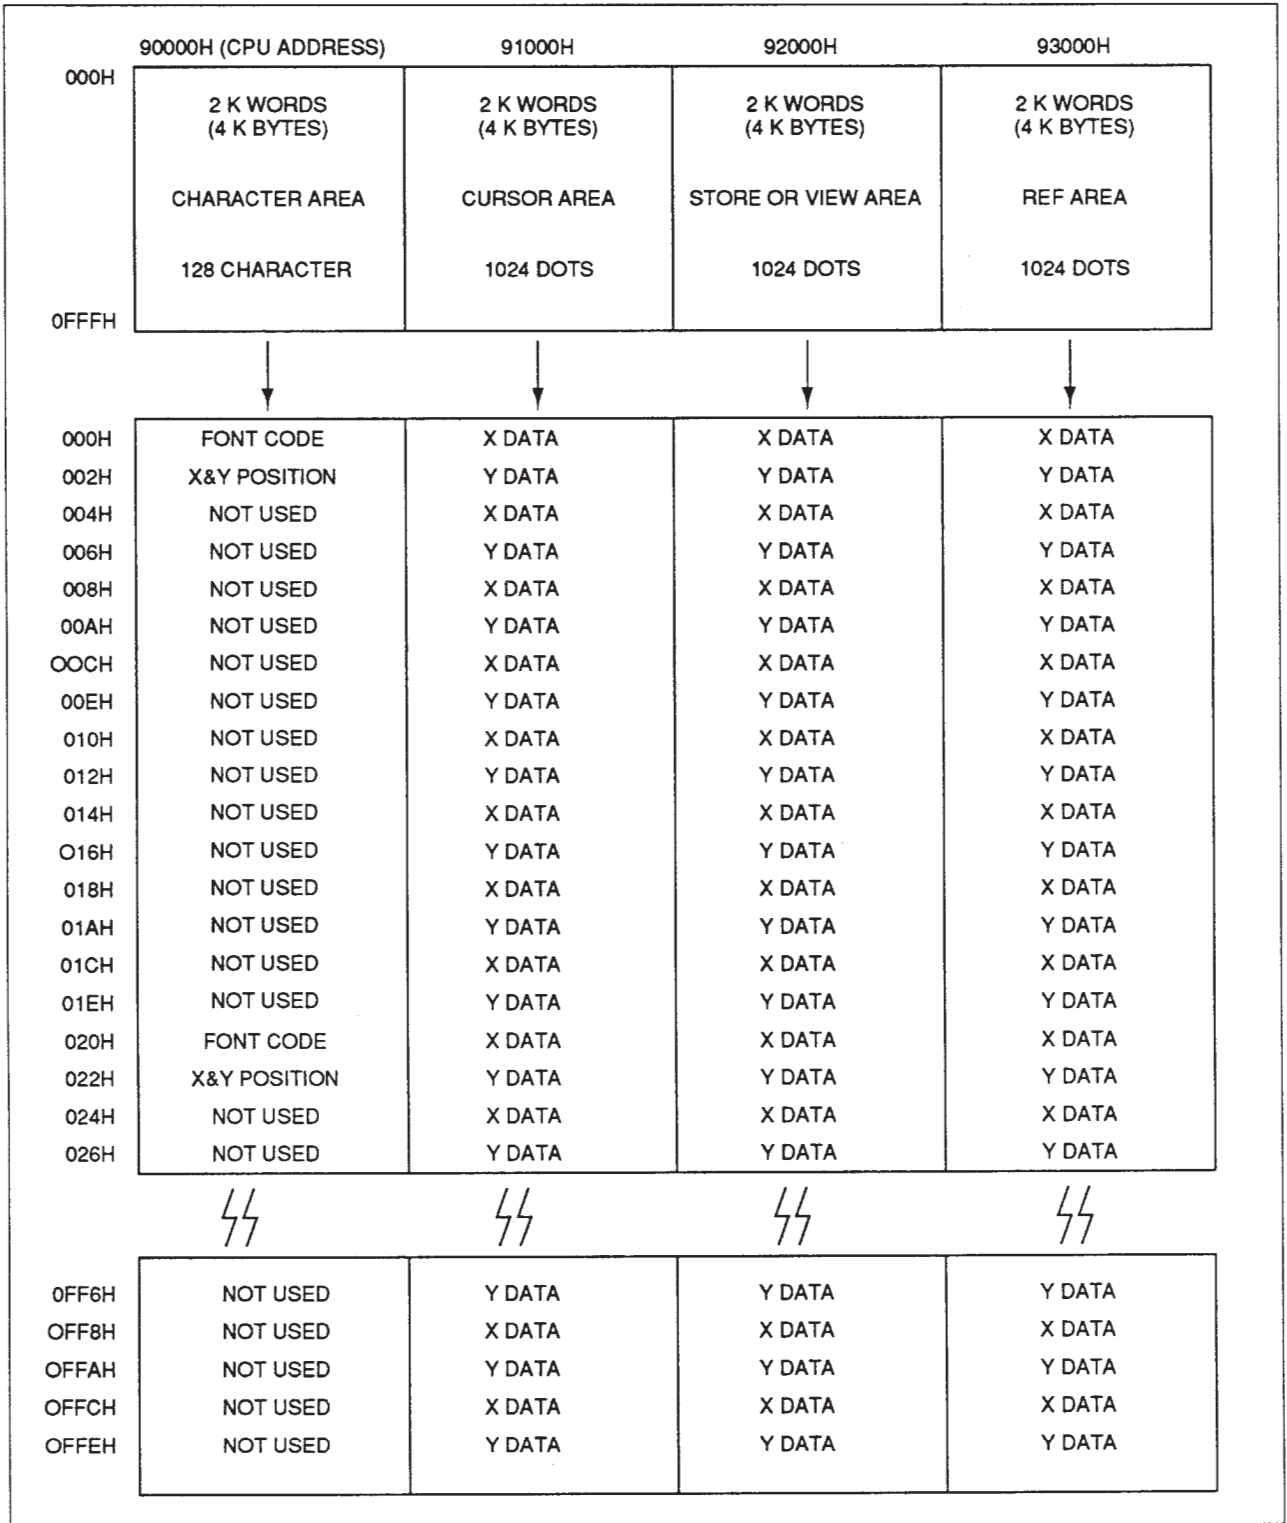 90000H (CPU ADDRESS) 91000H 92000H 93000H
000H
2 K WORDS 2 K WORDS 2 K WORDS 2 K WORDS
(4 K BYTES) (4 K BYTES) (4 K BYTES) (4 K BYTES)
CHARACTER AREA CURSOR AREA STORE OR VIEW AREA REF AREA
128 CHARACTER 1024 DOTS 1024 DOTS 1024 DOTS
0FFFH
000H FONT CODE X DATA X DATA X DATA
002H X&Y POSITION Y DATA Y DATA Y DATA
004H NOT USED X DATA X DATA X DATA
006H NOT USED Y DATA Y DATA Y DATA
008H NOT USED X DATA X DATA X DATA
00AH NOT USED Y DATA Y DATA Y DATA
OOCH NOT USED X DATA X DATA X DATA
00EH NOT USED Y DATA Y DATA Y DATA
010H NOT USED X DATA X DATA X DATA
012H NOT USED Y DATA Y DATA Y DATA
014H NOT USED X DATA X DATA X DATA
O16H NOT USED Y DATA Y DATA Y DATA
018H NOT USED X DATA X DATA X DATA
01AH NOT USED Y DATA Y DATA Y DATA
01CH NOT USED X DATA X DATA X DATA
01EH NOT USED Y DATA Y DATA Y DATA
020H FONT CODE X DATA X DATA X DATA
022H X&Y POSITION Y DATA Y DATA Y DATA
024H NOT USED X DATA X DATA X DATA
026H NOT USED Y DATA Y DATA Y DATA
0FF6H NOT USED Y DATA Y DATA Y DATA
OFF8H NOT USED X DATA X DATA X DATA
OFFAH NOT USED Y DATA Y DATA Y DATA
OFFCH NOT USED X DATA X DATA X DATA
OFFEH NOT USED Y DATA Y DATA Y DATA